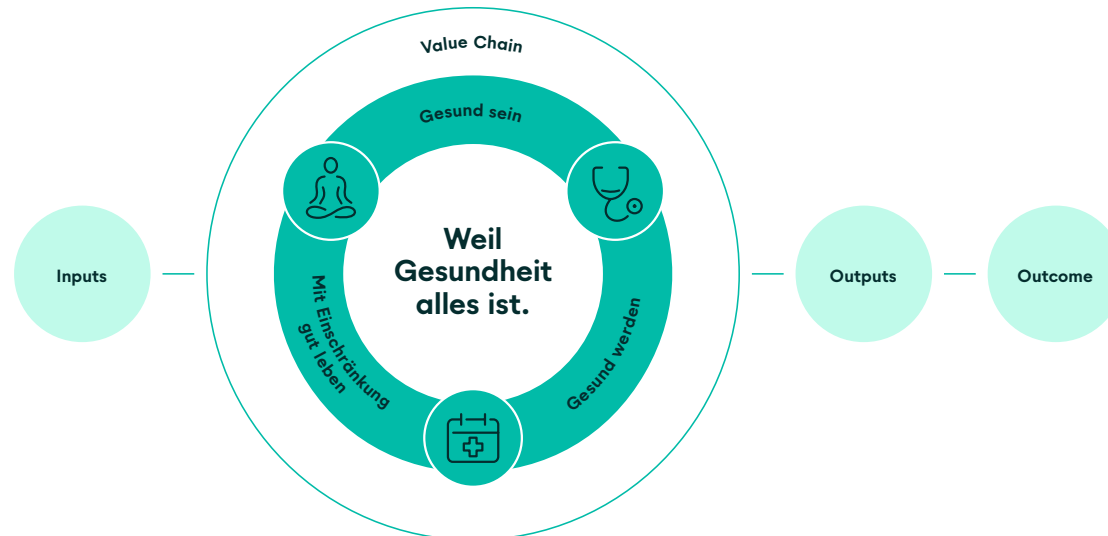 Value Chain
Gesund sein
Inputs
Weil
Gesundheit
alles ist.
Mit Einschränkung
gut leben
Gesund werden
Outputs
Outcome